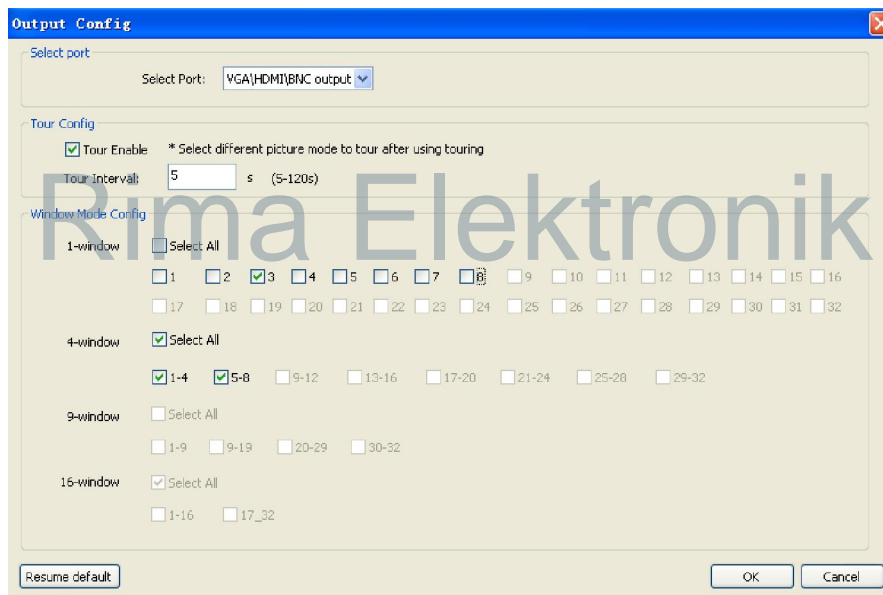 Output Config
Select port
Select Port: VGA\HDMI\BNC output
Tour Config
Tour Enable * Select different picture mode to tour after using touring
Tour Interval: 5 s (5-120s)
Rima Elektronik
Window Mode Config
1-window Select All
1 2 3 4 5 6 7 8 9 10 11 12 13 14 15 16
17 18 19 20 21 22 23 24 25 26 27 28 29 30 31 32
4-window Select All
1-4 5-8 9-12 13-16 17-20 21-24 25-28 29-32
9-window Select All
1-9 9-19 20-29 30-32
16-window Select All
1-16 17_32
Resume default OK Cancel